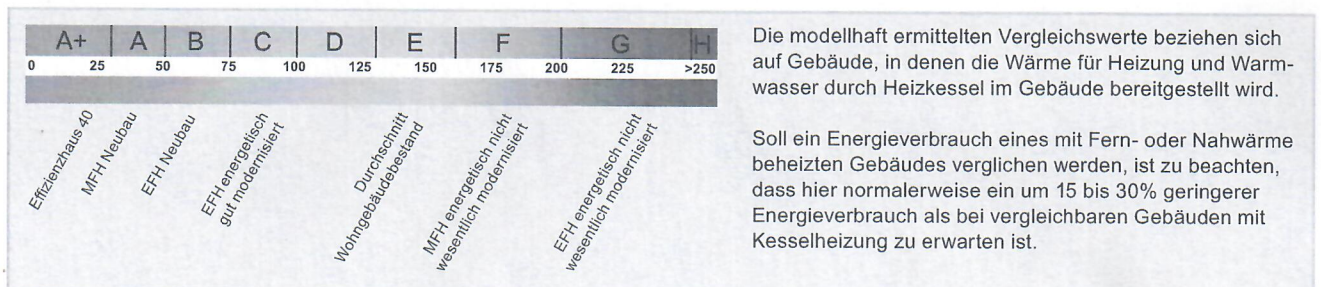 A+ | A | B | C | D | E | F | G | H
0 25 50 75 100 125 150 175 200 225 >250
Effizienzhaus 40
MFH Neubau
EFH Neubau
EFH energetisch
gut modernisiert
Durchschnitt
Wohngebäudebestand
MFH energetisch nicht
wesentlich modernisiert
EFH energetisch nicht
wesentlich modernisiert
Die modellhaft ermittelten Vergleichswerte beziehen sich
auf Gebäude, in denen die Wärme für Heizung und Warm-
wasser durch Heizkessel im Gebäude bereitgestellt wird.
Soll ein Energieverbrauch eines mit Fern- oder Nahwärme
beheizten Gebäudes verglichen werden, ist zu beachten,
dass hier normalerweise ein um 15 bis 30% geringerer
Energieverbrauch als bei vergleichbaren Gebäuden mit
Kesselheizung zu erwarten ist.